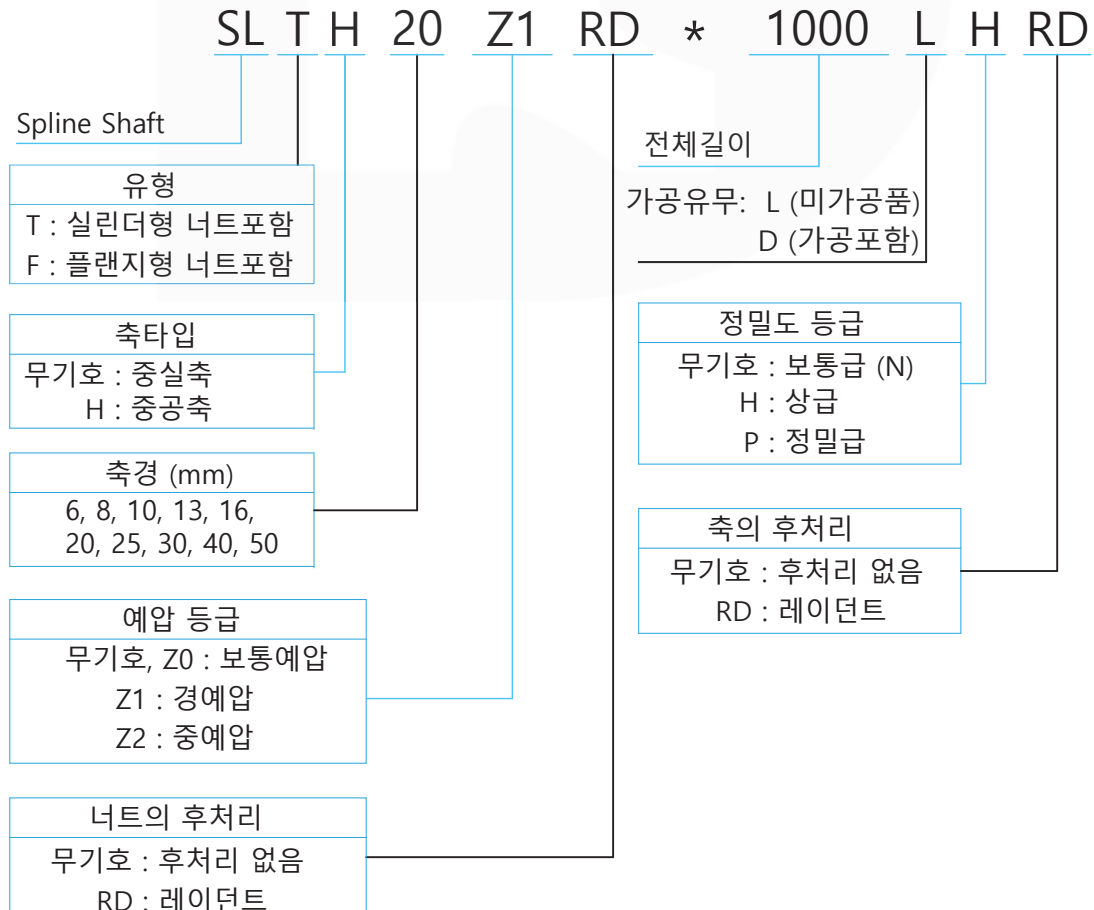 SL T H 20 Z1 RD * 1000 L H RD
Spline Shaft
유형
T : 실린더형 너트포함
F : 플랜지형 너트포함
축타입
무기호 : 중실축
H : 중공축
축경 (mm)
6, 8, 10, 13, 16,
20, 25, 30, 40, 50
예압 등급
무기호, Z0 : 보통예압
Z1 : 경예압
Z2 : 중예압
너트의 후처리
무기호 : 후처리 없음
RD : 레이던트
전체길이
가공유무: L (미가공품)
D (가공포함)
정밀도 등급
무기호 : 보통급 (N)
H : 상급
P : 정밀급
축의 후처리
무기호 : 후처리 없음
RD : 레이던트